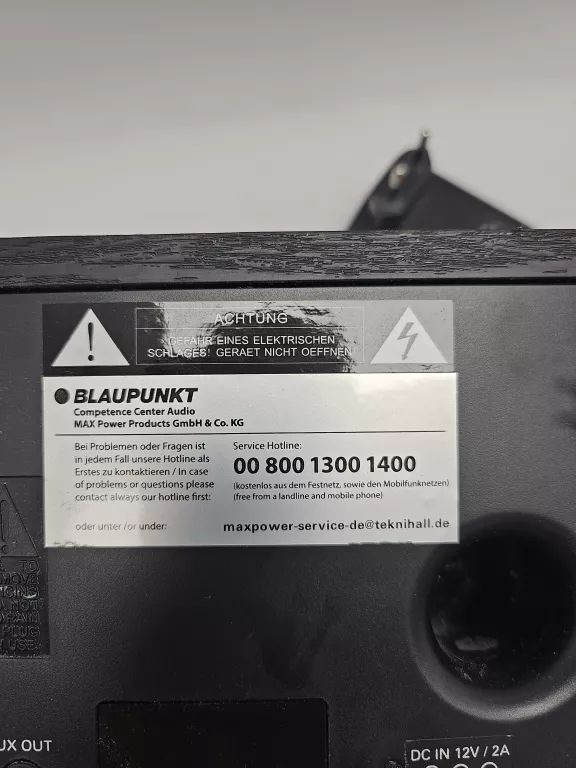 ACHTUNG
GEFAHR EINES ELEKTRISCHEN
SCHLAGES! GERAET NICHT OEFFNEN!
BLAUPUNKT
Competence Center Audio
MAX Power Products GmbH & Co. KG
Bei Problemen oder Fragen ist
in jedem Fall unsere Hotline als
Erstes zu kontaktieren / In case
of problems or questions please
contact always our hotline first:
Service Hotline:
00 800 1300 1400
(kostenlos aus dem Festnetz, sowie den Mobilfunknetzen)
(free from a landline and mobile phone)
oder unter /or under:
maxpower-service-de@teknihall.de
TO
NOT
PLUG
USE.
UX OUT
DC IN 12V / 2A